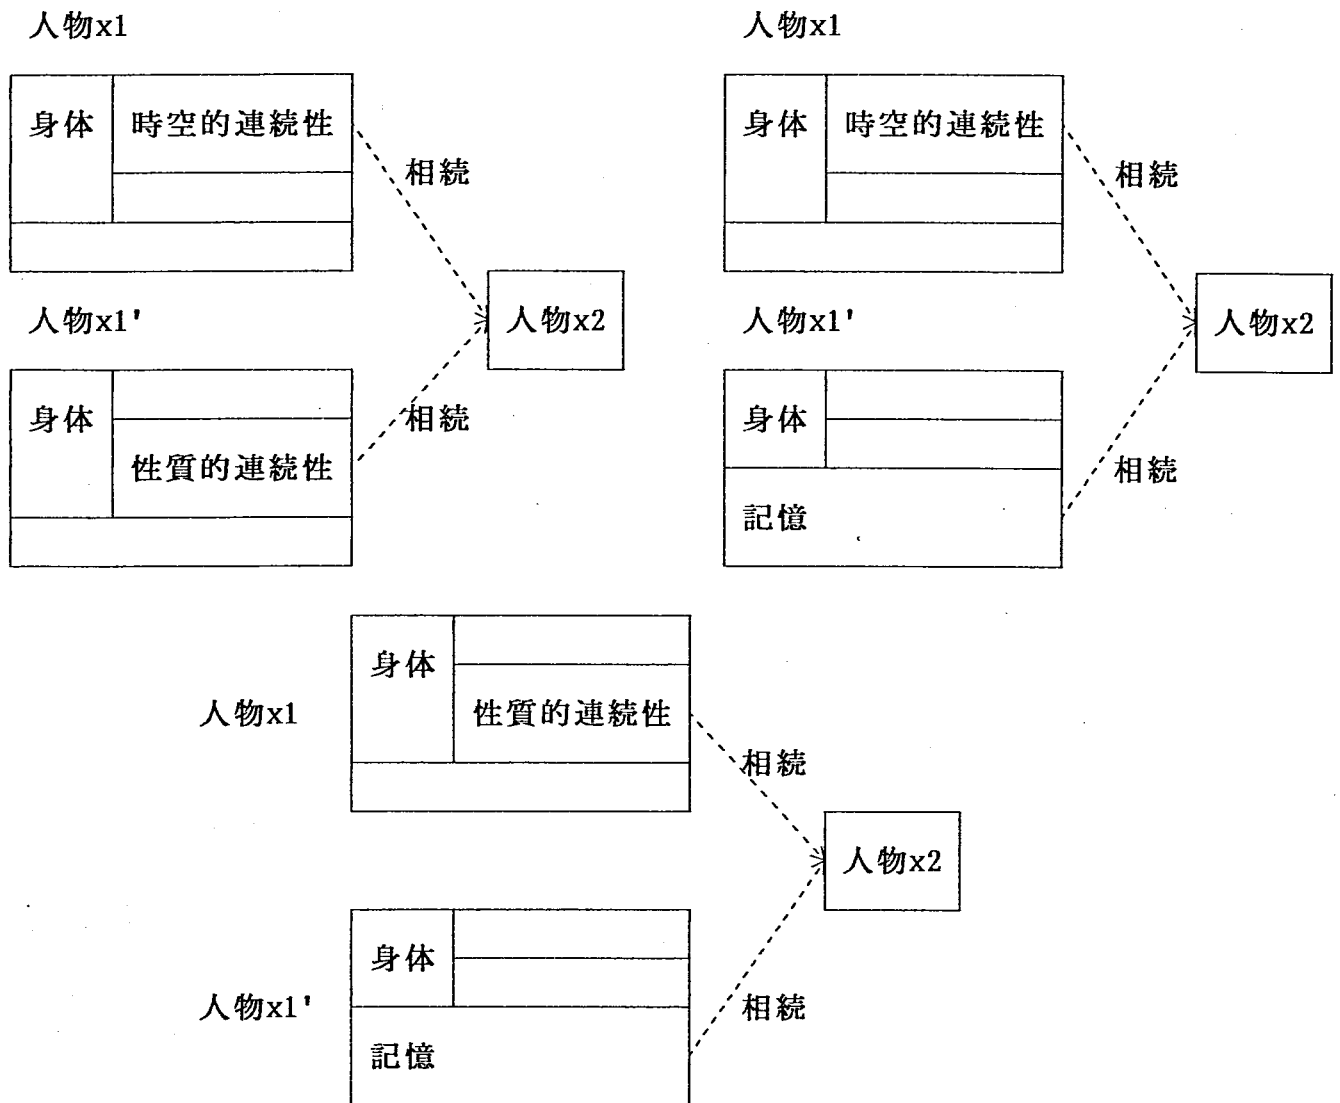 人物x1
身体
時空的連続性
相続
人物x1'
身体
性質的連続性
相続
人物x2
人物x1
身体
時空的連続性
相続
人物x1'
身体
記憶
相続
人物x2
人物x1
身体
性質的連続性
相続
人物x1'
身体
記憶
相続
人物x2